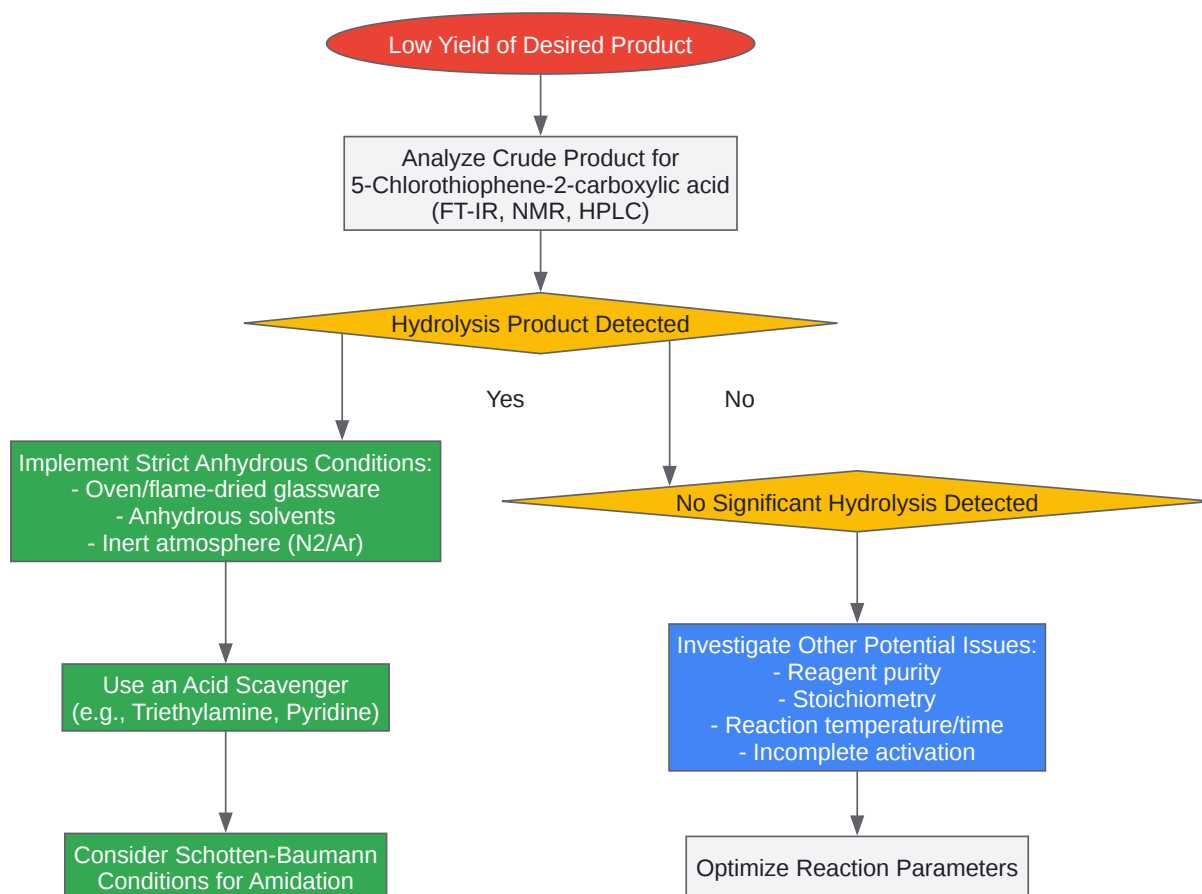 Low Yield of Desired Product
Analyze Crude Product for
5-Chlorothiophene-2-carboxylic acid
(FT-IR, NMR, HPLC)
Hydrolysis Product Detected
Yes
No
Implement Strict Anhydrous Conditions:
- Oven/flame-dried glassware
- Anhydrous solvents
- Inert atmosphere (N2/Ar)
No Significant Hydrolysis Detected
Use an Acid Scavenger
(e.g., Triethylamine, Pyridine)
Investigate Other Potential Issues:
- Reagent purity
- Stoichiometry
- Reaction temperature/time
- Incomplete activation
Consider Schotten-Baumann
Conditions for Amidation
Optimize Reaction Parameters